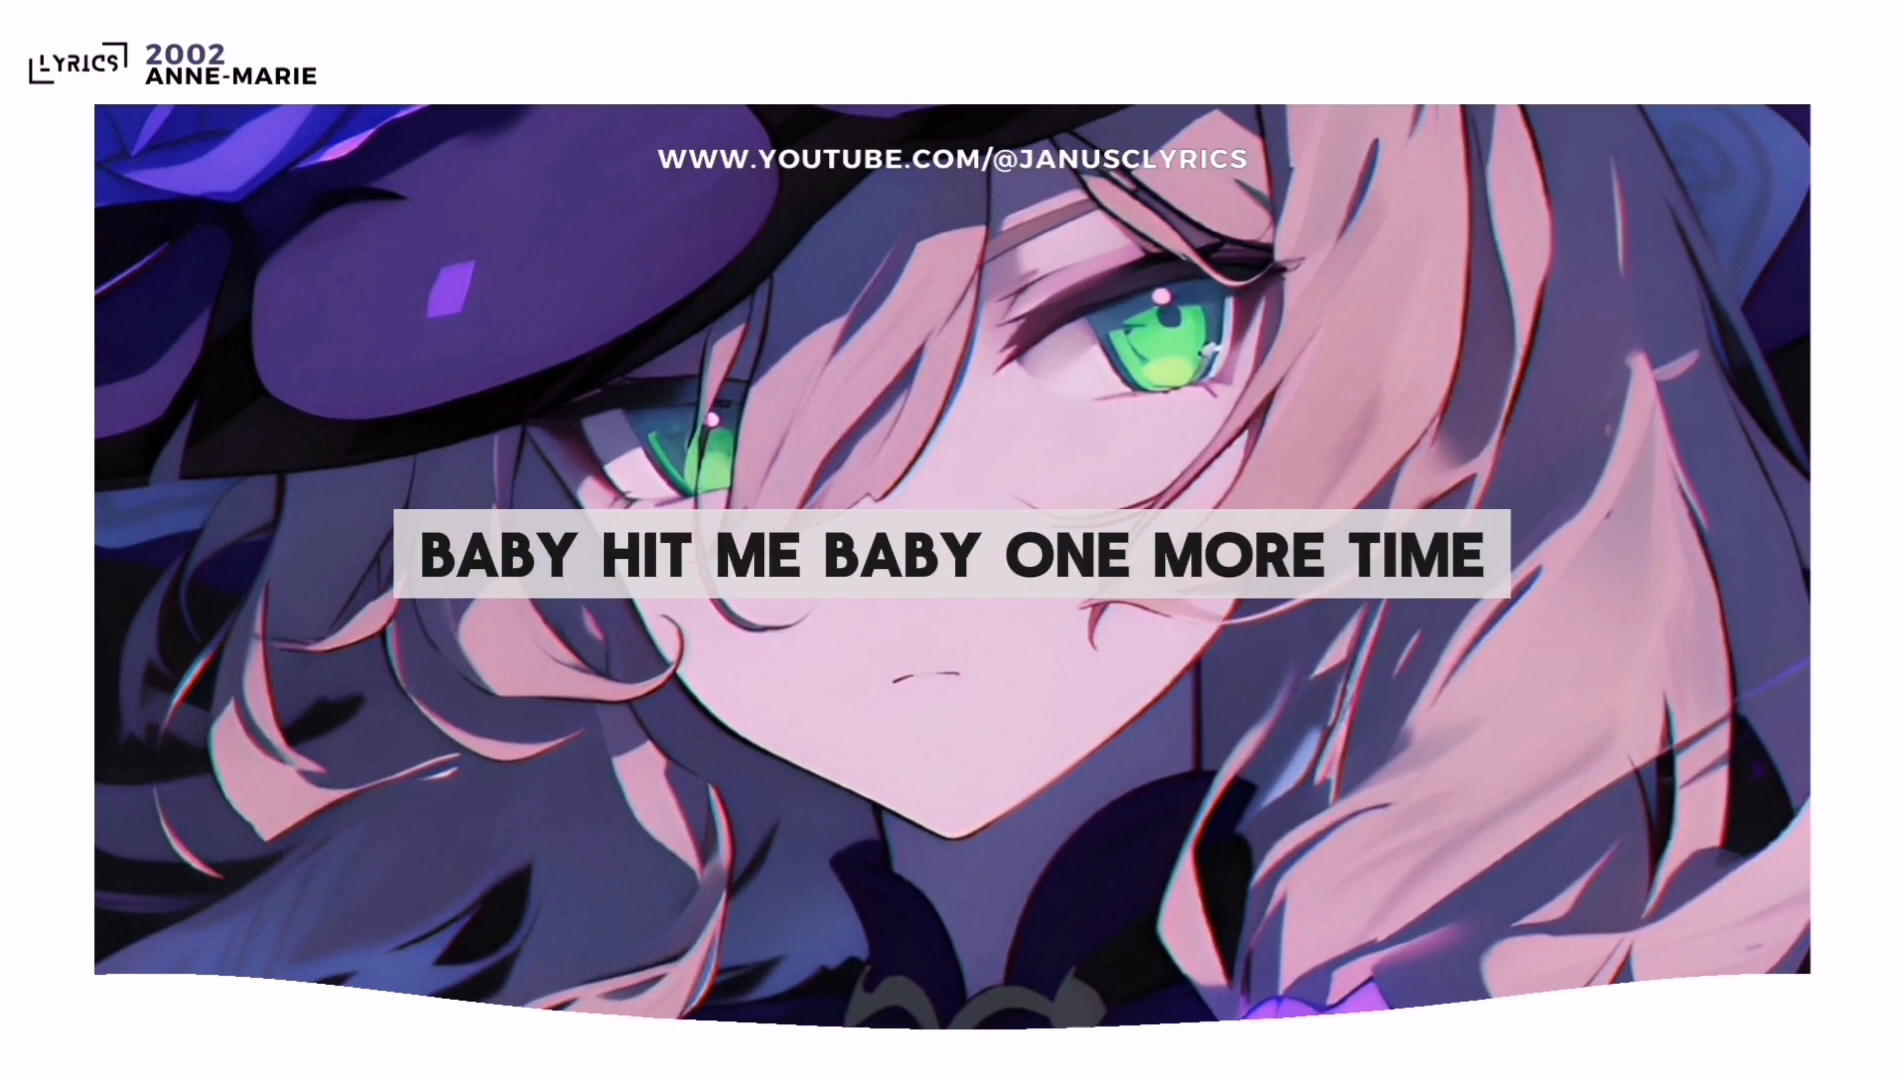 LYRICS
2002
ANNE-MARIE
WWW.YOUTUBE.COM/@JANUSCLYRICS
BABY HIT ME BABY ONE MORE TIME